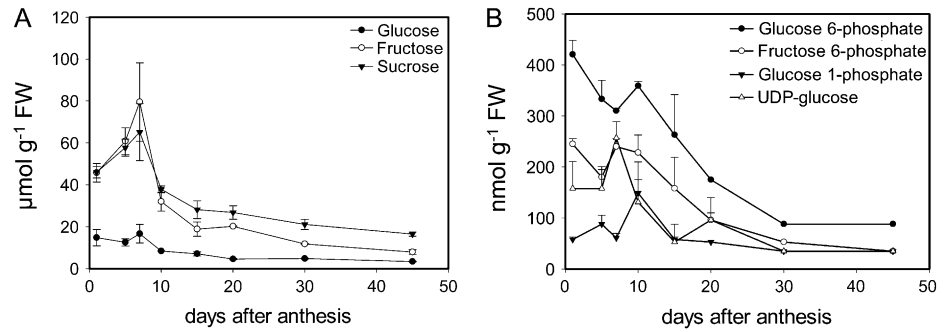 A
120
100
80
60
40
20
0
µmol g-1 FW
Glucose
Fructose
Sucrose
0 10 20 30 40 50
days after anthesis
B
500
400
300
200
100
0
nmol g-1 FW
Glucose 6-phosphate
Fructose 6-phosphate
Glucose 1-phosphate
UDP-glucose
0 10 20 30 40 50
days after anthesis